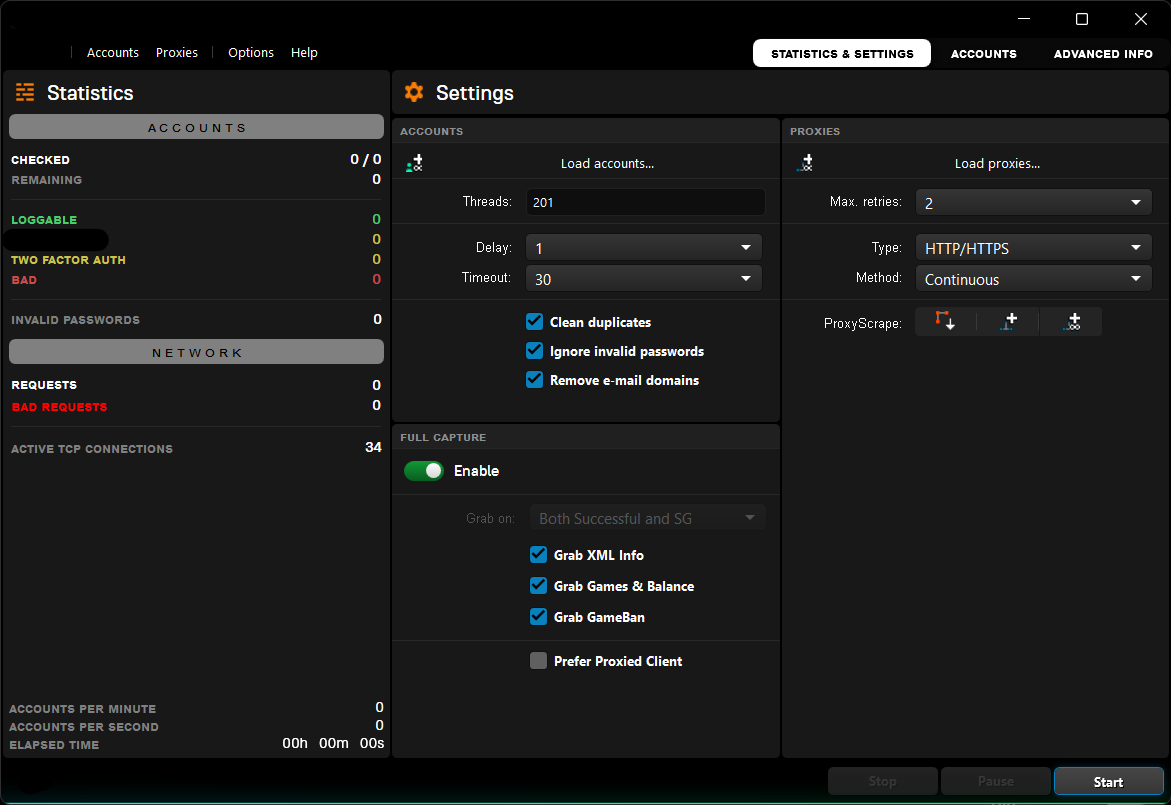 Accounts Proxies Options Help
STATISTICS & SETTINGS ACCOUNTS ADVANCED INFO
Statistics
ACCOUNTS
CHECKED 0 / 0
REMAINING 0
LOGGABLE 0
0
TWO FACTOR AUTH 0
BAD 0
INVALID PASSWORDS 0
NETWORK
REQUESTS 0
BAD REQUESTS 0
ACTIVE TCP CONNECTIONS 34
ACCOUNTS PER MINUTE 0
ACCOUNTS PER SECOND 0
ELAPSED TIME 00h 00m 00s
Settings
ACCOUNTS
Load accounts...
Threads: 201
Delay: 1
Timeout: 30
Clean duplicates
Ignore invalid passwords
Remove e-mail domains
FULL CAPTURE
Enable
Grab on: Both Successful and SG
Grab XML Info
Grab Games & Balance
Grab GameBan
Prefer Proxied Client
PROXIES
Load proxies...
Max. retries: 2
Type: HTTP/HTTPS
Method: Continuous
ProxyScrape:
Stop Pause Start